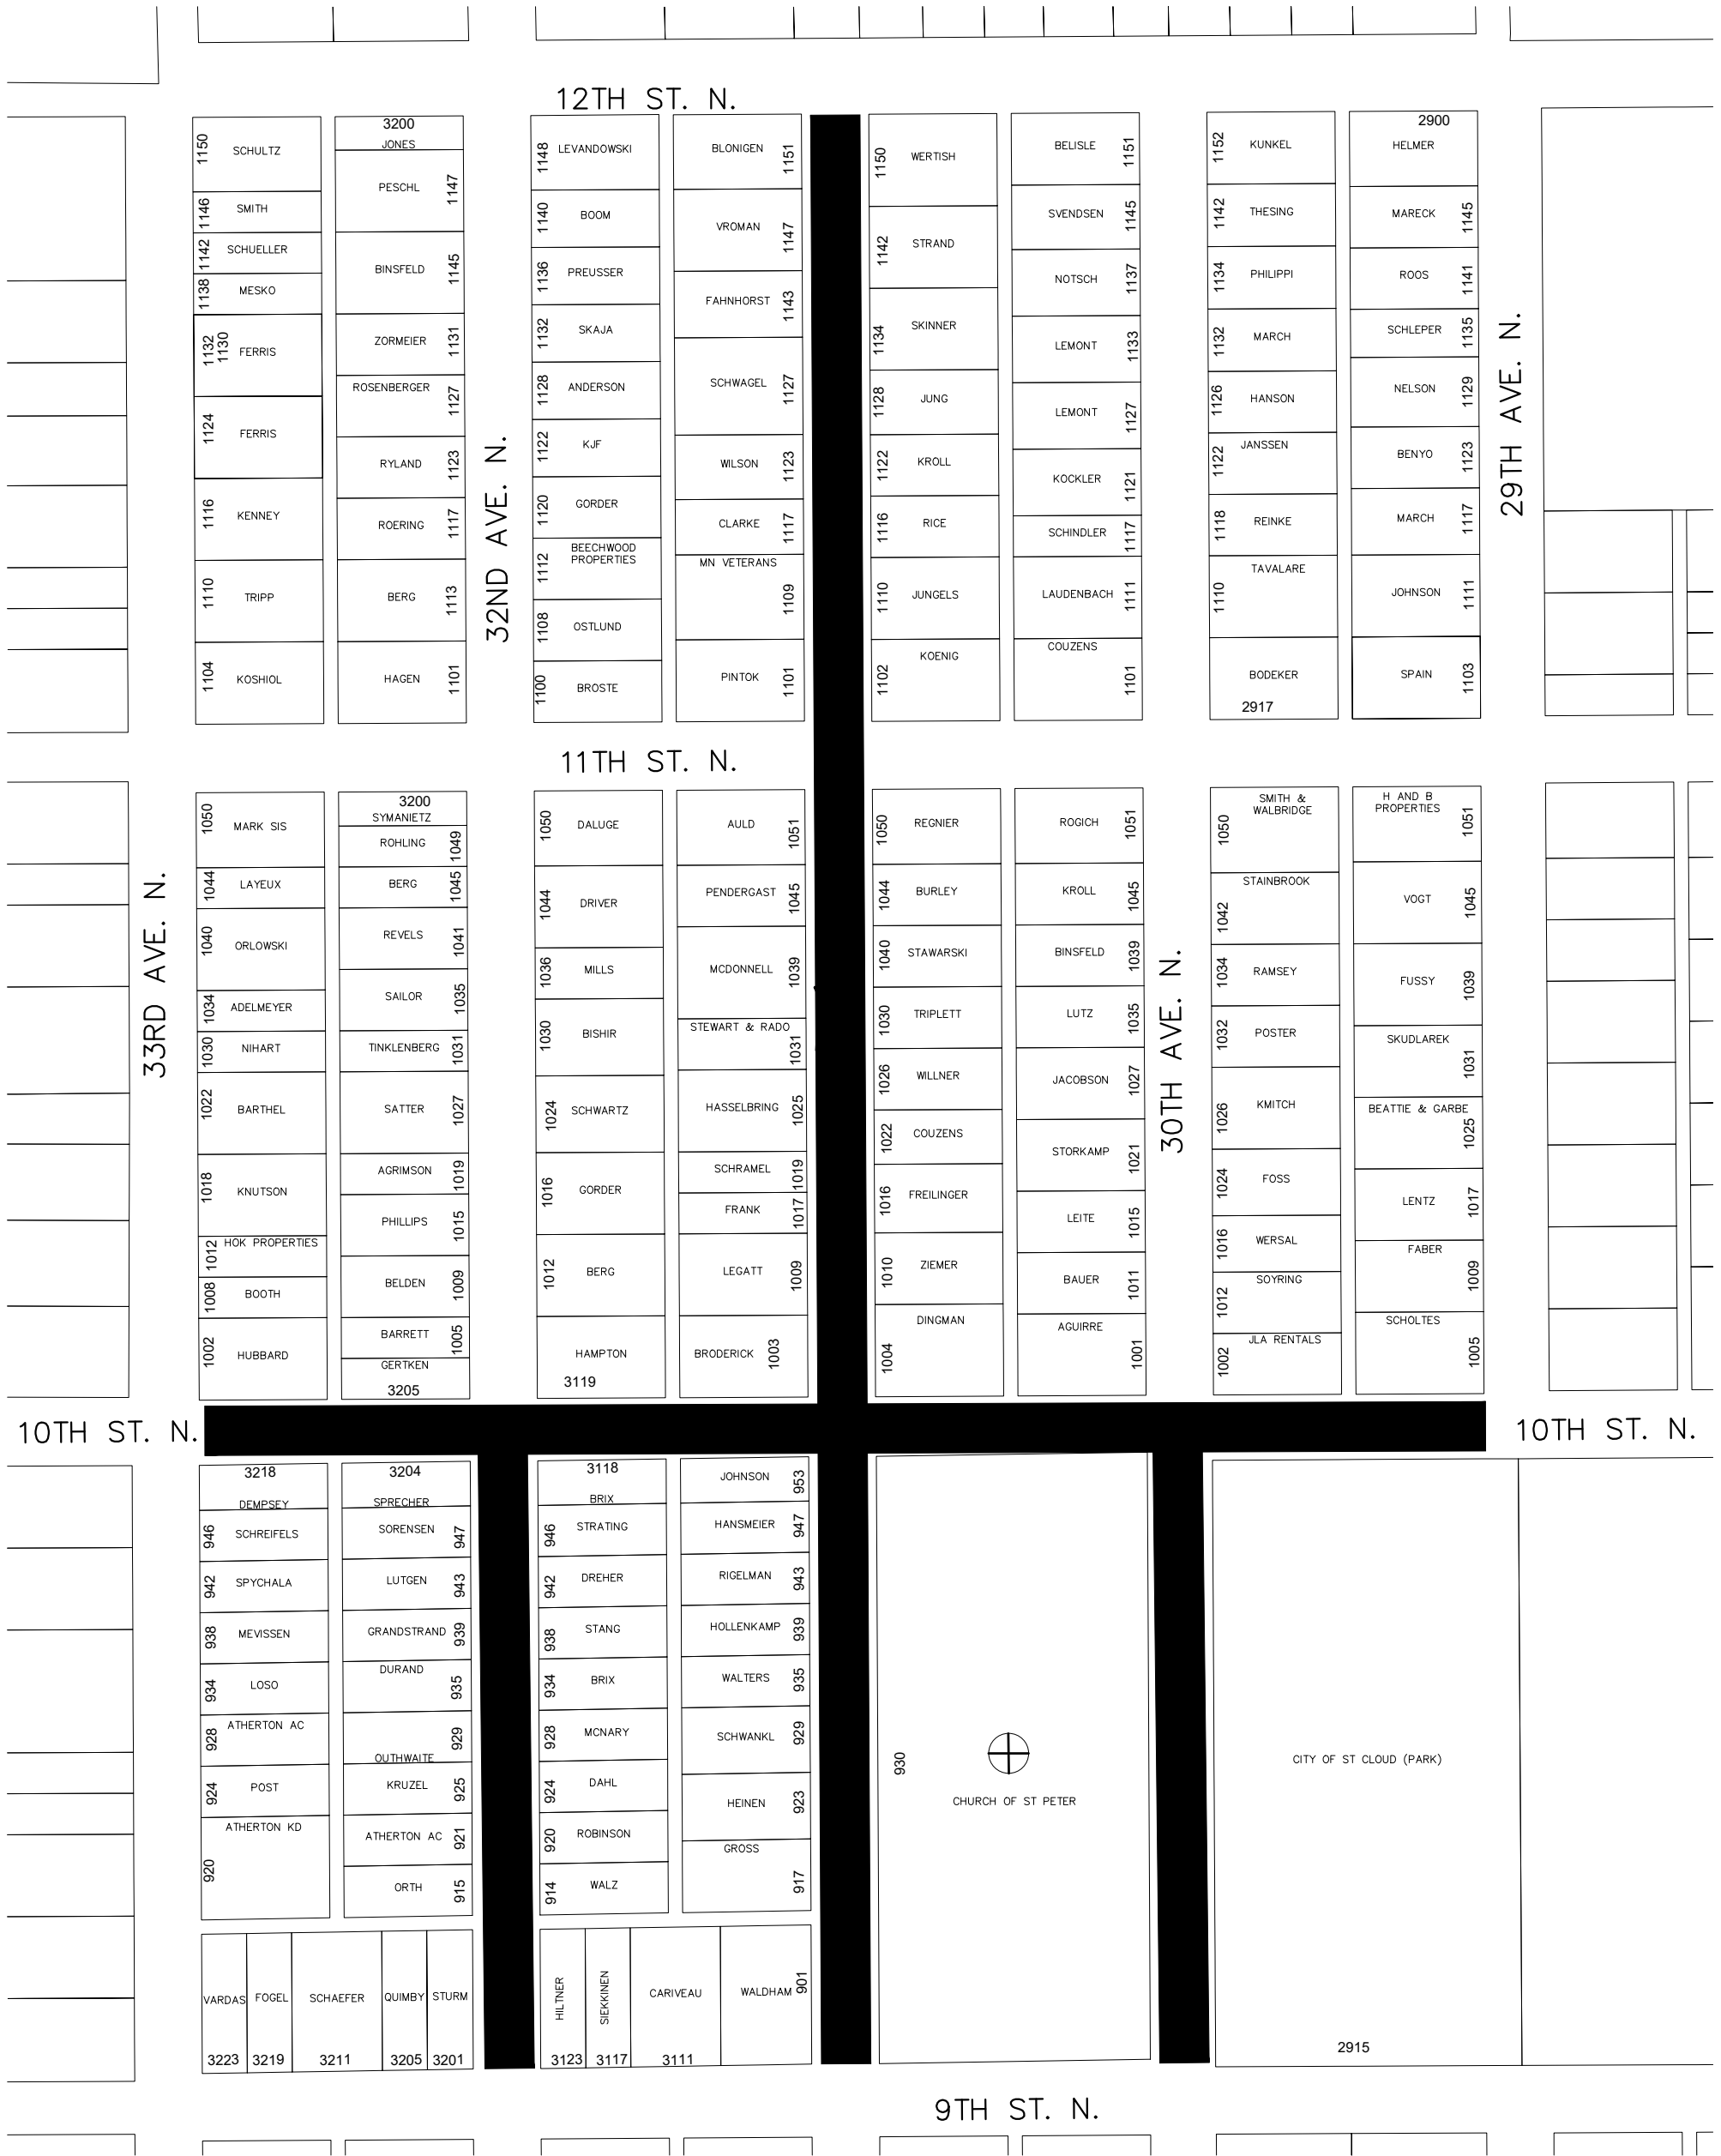 12TH ST. N.
1150 SCHULTZ
1146 SMITH
1142 SCHUELLER
1138 MESKO
1132
1130 FERRIS
1124 FERRIS
1116 KENNEY
1110 TRIPP
1104 KOSHIOL
3200
JONES
PESCHL 1147
BINSFELD 1145
ZORMEIER 1131
ROSENBERGER 1127
RYLAND 1123
ROERING 1117
BERG 1113
HAGEN 1101
32ND AVE. N.
1148 LEVANDOWSKI
1140 BOOM
1136 PREUSSER
1132 SKAJA
1128 ANDERSON
1122 KJF
1120 GORDER
1112 BEECHWOOD
PROPERTIES
1108 OSTLUND
1100 BROSTE
BLONIGEN 1151
VROMAN 1147
FAHNHORST 1143
SCHWAGEL 1127
WILSON 1123
CLARKE 1117
MN VETERANS
1109
PINTOK 1101
1150 WERTISH
1142 STRAND
1134 SKINNER
1128 JUNG
1122 KROLL
1116 RICE
1110 JUNGELS
1102 KOENIG
BELISLE 1151
SVENDSEN 1145
NOTSCH 1137
LEMONT 1133
LEMONT 1127
KOCKLER 1121
SCHINDLER 1117
LAUDENBACH 1111
COUZENS
1101
1152 KUNKEL
1142 THESING
1134 PHILIPPI
1132 MARCH
1126 HANSON
1122 JANSSEN
1118 REINKE
1110 TAVALARE
BODEKER
2917
2900
HELMER
MARECK 1145
ROOS 1141
SCHLEPER 1135
NELSON 1129
BENYO 1123
MARCH 1117
JOHNSON 1111
SPAIN 1103
29TH AVE. N.
11TH ST. N.
33RD AVE. N.
1050 MARK SIS
1044 LAYEUX
1040 ORLOWSKI
1034 ADELMEYER
1030 NIHART
1022 BARTHEL
1018 KNUTSON
1012 HOK PROPERTIES
1008 BOOTH
1002 HUBBARD
3200
SYMANIETZ
ROHLING 1049
BERG 1045
REVELS 1041
SAILOR 1035
TINKLENBERG 1031
SATTER 1027
AGRIMSON 1019
PHILLIPS 1015
BELDEN 1009
BARRETT 1005
GERTKEN
3205
1050 DALUGE
1044 DRIVER
1036 MILLS
1030 BISHIR
1024 SCHWARTZ
1016 GORDER
1012 BERG
HAMPTON
3119
AULD 1051
PENDERGAST 1045
MCDONNELL 1039
STEWART & RADO
1031
HASSELBRING 1025
SCHRAMEL 1019
FRANK 1017
LEGATT 1009
BRODERICK 1003
1050 REGNIER
1044 BURLEY
1040 STAWARSKI
1030 TRIPLETT
1026 WILLNER
1022 COUZENS
1016 FREILINGER
1010 ZIEMER
1004 DINGMAN
ROGICH 1051
KROLL 1045
BINSFELD 1039
LUTZ 1035
JACOBSON 1027
STORKAMP 1021
LEITE 1015
BAUER 1011
AGUIRRE
1001
30TH AVE. N.
1050 SMITH &
WALBRIDGE
STAINBROOK
1042
1034 RAMSEY
1032 POSTER
1026 KMITCH
1024 FOSS
1016 WERSAL
1012 SOYRING
1002 JLA RENTALS
H AND B
PROPERTIES 1051
VOGT 1045
FUSSY 1039
SKUDLAREK
1031
BEATTIE & GARBE
1025
LENTZ 1017
FABER
1009
SCHOLTES
1005
10TH ST. N.
10TH ST. N.
3218
DEMPSEY
946 SCHREIFELS
942 SPYCHALA
938 MEVISSEN
934 LOSO
928 ATHERTON AC
924 POST
ATHERTON KD
920
3204
SPRECHER
SORENSEN 947
LUTGEN 943
GRANDSTRAND 939
DURAND
935
929
OUTHWAITE
KRUZEL 925
ATHERTON AC 921
ORTH 915
3118
BRIX
946 STRATING
942 DREHER
938 STANG
934 BRIX
928 MCNARY
924 DAHL
920 ROBINSON
914 WALZ
JOHNSON 953
HANSMEIER 947
RIGELMAN 943
HOLLENKAMP 939
WALTERS 935
SCHWANKL 929
HEINEN 923
GROSS
917
930
CHURCH OF ST PETER
CITY OF ST CLOUD (PARK)
2915
VARDAS
3223
FOGEL
3219
SCHAEFER
3211
QUIMBY
3205
STURM
3201
HILTNER
3123
SIEKKINEN
3117
CARIVEAU
3111
WALDHAM 901
9TH ST. N.